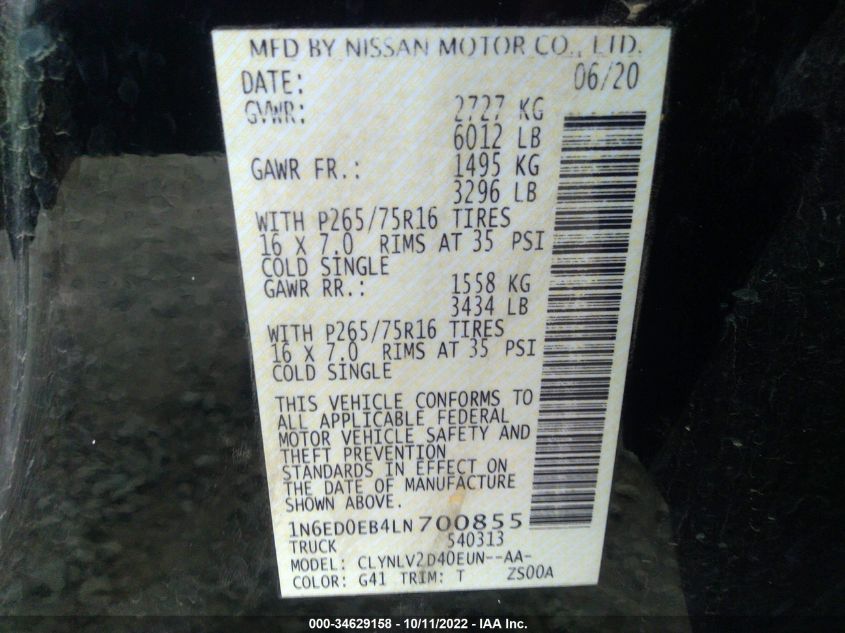 MFD BY NISSAN MOTOR CO., LTD.
DATE: 06/20
GVWR: 2727 KG
6012 LB
GAWR FR.: 1495 KG
3296 LB
WITH P265/75R16 TIRES
16 X 7.0 RIMS AT 35 PSI
COLD SINGLE
GAWR RR.: 1558 KG
3434 LB
WITH P265/75R16 TIRES
16 X 7.0 RIMS AT 35 PSI
COLD SINGLE
THIS VEHICLE CONFORMS TO
ALL APPLICABLE FEDERAL
MOTOR VEHICLE SAFETY AND
THEFT PREVENTION
STANDARDS IN EFFECT ON
THE DATE OF MANUFACTURE
SHOWN ABOVE.
1N6ED0EB4LN700855
TRUCK 540313
MODEL: CLYNLV2D40EUN--AA-
COLOR: G41 TRIM: T ZS00A
000-34629158 - 10/11/2022 - IAA Inc.